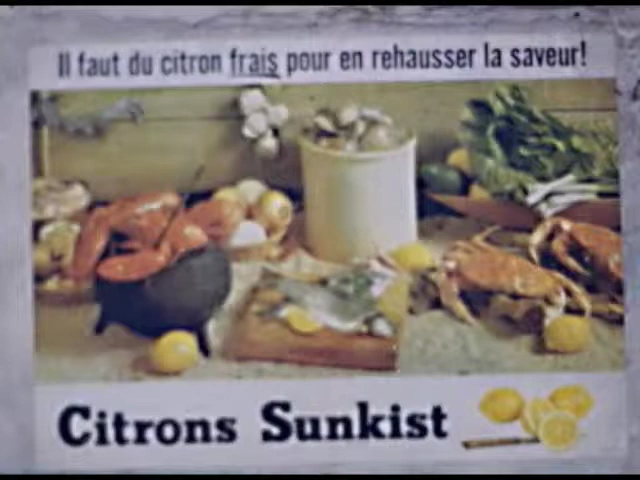 Il faut du citron frais pour en rehausser la saveur!
Citrons Sunkist